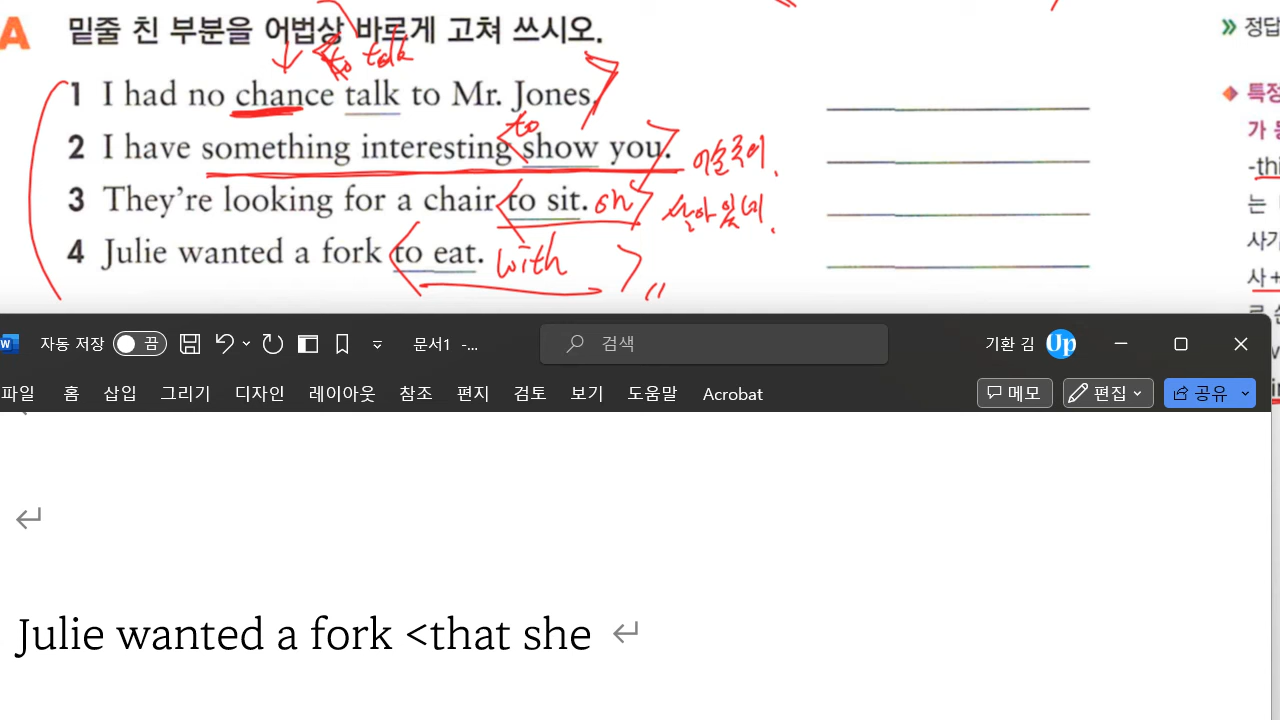 A 밑줄 친 부분을 어법상 바르게 고쳐 쓰시오.
to talk
1 I had no chance talk to Mr. Jones.
to
2 I have something interesting show you.
3 They're looking for a chair to sit. on
4 Julie wanted a fork to eat. with
» 정답
◆ 특정
가
-thi
는
사기
사+
자동 저장 끔 문서1 -... 검색 기환 김 Up
파일 홈 삽입 그리기 디자인 레이아웃 참조 편지 검토 보기 도움말 Acrobat 메모 편집 공유
Julie wanted a fork <that she